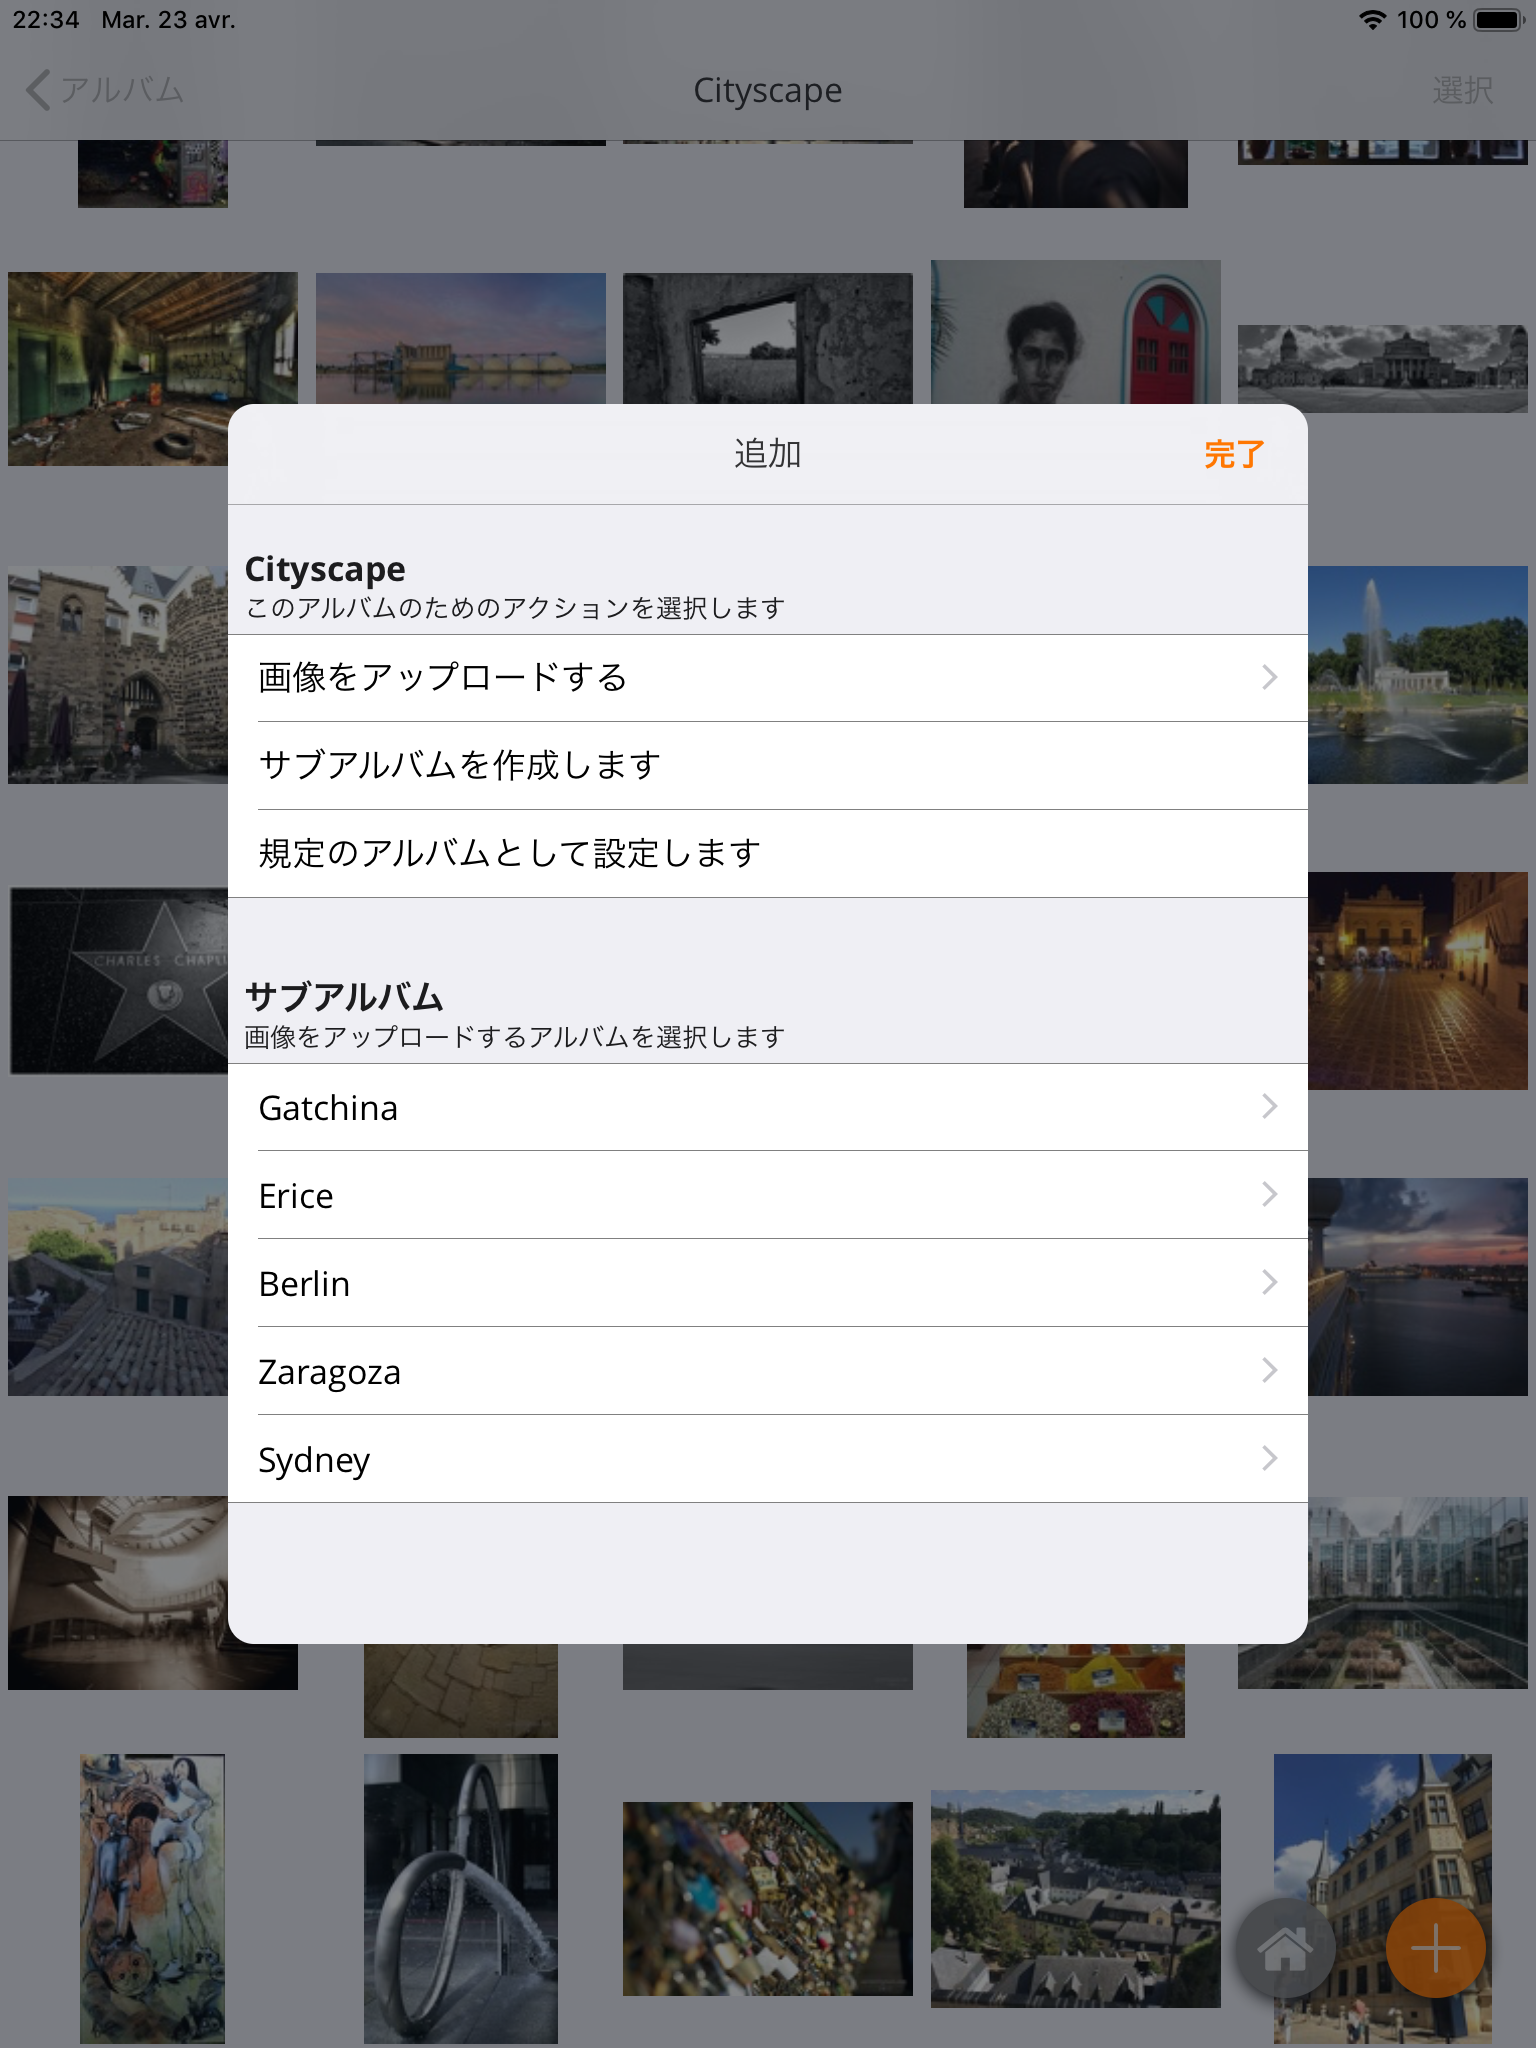 22:34 Mar. 23 avr. 100 %
アルバム Cityscape 選択
追加 完了
Cityscape
このアルバムのためのアクションを選択します
画像をアップロードする
サブアルバムを作成します
規定のアルバムとして設定します
CHARLES CHAPL
サブアルバム
画像をアップロードするアルバムを選択します
Gatchina
Erice
Berlin
Zaragoza
Sydney